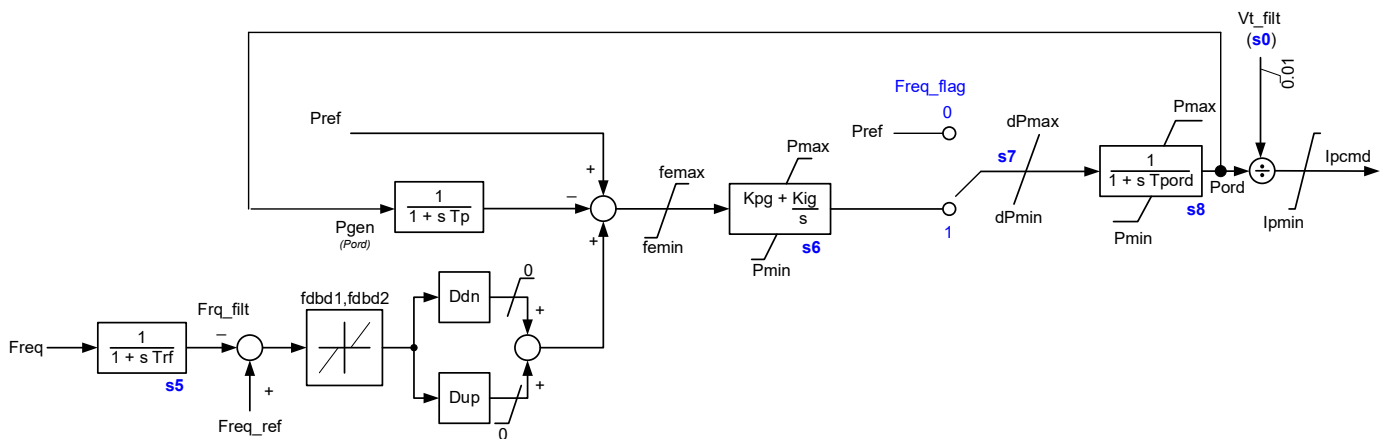 Vt_filt
(s0)
0.01
Freq_flag
0
Pref
Pref
dPmax
Pmax
Pmax
s7
1
1 + s Tpord
Ipcmd
+
femax
÷
1
1 + s Tp
–
Kpg + Kig
s
Pord
s8
Pgen
(Pord)
+
femin
1
dPmin
Pmin
Ipmin
s6
Pmin
0
Ddn
fdbd1,fdbd2
+
Frq_filt
–
Freq
1
1 + s Trf
s5
+
+
Dup
0
Freq_ref